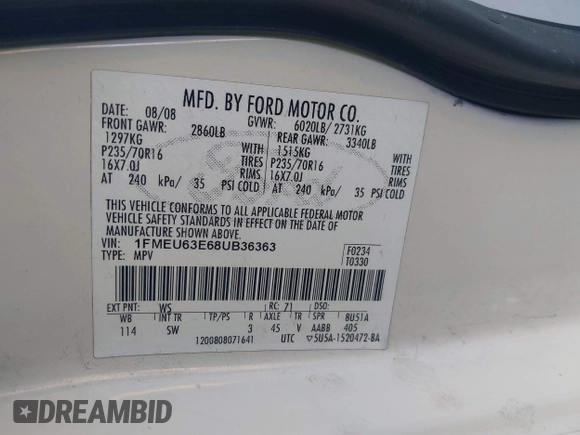 MFD. BY FORD MOTOR CO.
DATE: 08/08 GVWR: 6020LB/ 2731KG
FRONT GAWR: 2860LB REAR GAWR: 3340LB
1297KG WITH 1515KG WITH
P235/70R16 TIRES P235/70R16 TIRES
16X7.0J RIMS 16X7.0J RIMS
AT 240 kPa/ 35 PSI COLD AT 240 kPa/ 35 PSI COLD
THIS VEHICLE CONFORMS TO ALL APPLICABLE FEDERAL MOTOR
VEHICLE SAFETY STANDARDS IN EFFECT ON THE DATE OF
MANUFACTURE SHOWN ABOVE.
VIN: 1FMEU63E68UB36363 F0234
TYPE: MPV T0330
EXT PNT: WS RC: 71 DSO:
WB INT TR TP/PS R AXLE TR SPR 8U51A
114 SW 3 45 V AABB 405
1200808071641 UTC ▽5U5A-1520472-BA
DREAMBID